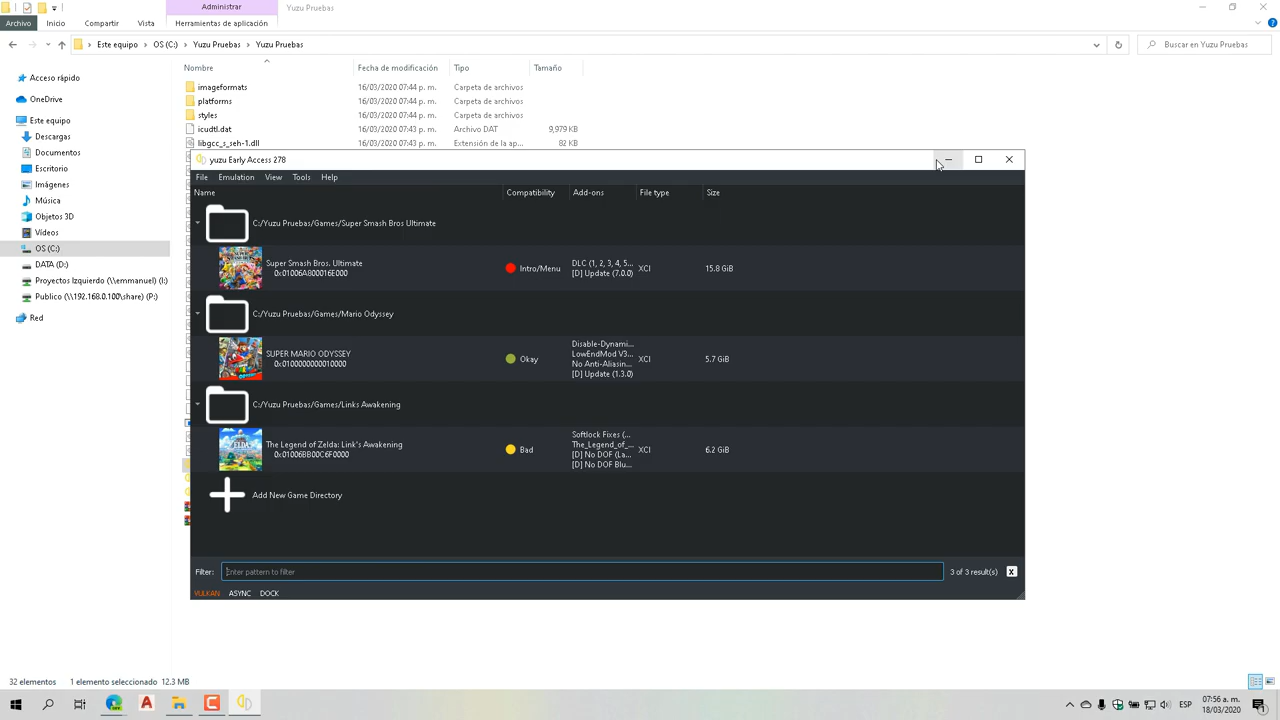 Administrar
Yuzu Pruebas
Archivo
Inicio
Compartir
Vista
Herramientas de aplicación
Este equipo
OS (C:)
Yuzu Pruebas
Yuzu Pruebas
Buscar en Yuzu Pruebas
Nombre
Fecha de modificación
Tipo
Tamaño
Acceso rápido
OneDrive
Este equipo
Descargas
Documentos
Escritorio
Imágenes
Música
Objetos 3D
Vídeos
OS (C:)
DATA (D:)
Proyectos Izquierdo (\\emmanuel) (I:)
Publico (\\192.168.0.100\share) (P:)
Red
imageformats 16/03/2020 07:44 p. m. Carpeta de archivos
platforms 16/03/2020 07:44 p. m. Carpeta de archivos
styles 16/03/2020 07:44 p. m. Carpeta de archivos
icudtl.dat 16/03/2020 07:43 p. m. Archivo DAT 9,979 KB
libgcc_s_seh-1.dll 16/03/2020 07:43 p. m. Extensión de la ap... 82 KB
yuzu Early Access 278
File Emulation View Tools Help
Name Compatibility Add-ons File type Size
C:/Yuzu Pruebas/Games/Super Smash Bros Ultimate
Super Smash Bros. Ultimate
0x01006A800016E000
Intro/Menu
DLC (1, 2, 3, 4, 5...
[D] Update (7.0.0)
XCI
15.8 GiB
C:/Yuzu Pruebas/Games/Mario Odyssey
SUPER MARIO ODYSSEY
0x0100000000010000
Okay
Disable-Dynami...
LowEndMod V3...
No Anti-Aliasin...
[D] Update (1.3.0)
XCI
5.7 GiB
C:/Yuzu Pruebas/Games/Links Awakening
The Legend of Zelda: Link's Awakening
0x01006BB00C6F0000
Bad
Softlock Fixes (...
The_Legend_of_...
[D] No DOF (La...
[D] No DOF Blu...
XCI
6.2 GiB
Add New Game Directory
Filter:
Enter pattern to filter
3 of 3 result(s)
X
VULKAN ASYNC DOCK
32 elementos
1 elemento seleccionado 12.3 MB
ESP
07:56 a. m.
18/03/2020